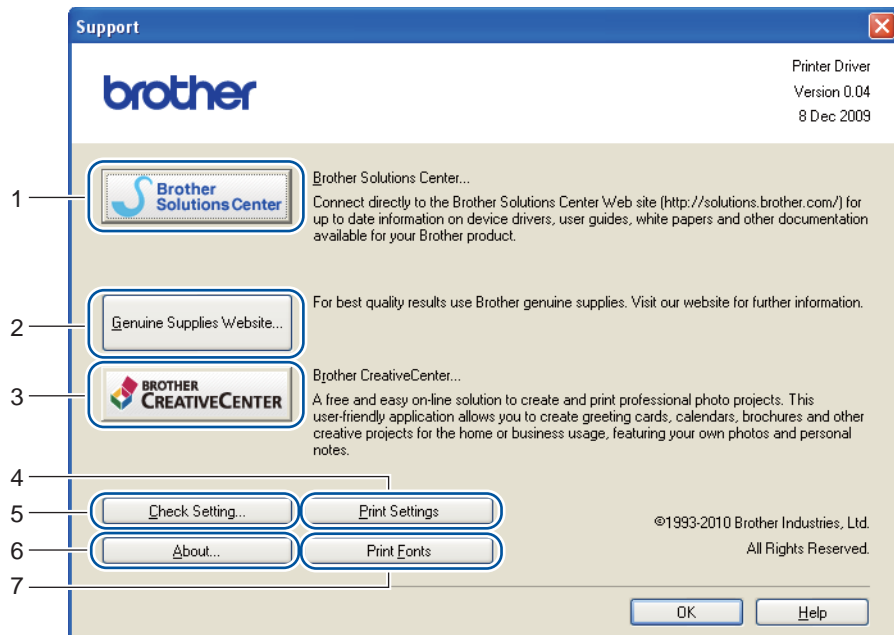 Support
brother
Printer Driver
Version 0.04
8 Dec 2009
1
Brother
Solutions Center
Brother Solutions Center...
Connect directly to the Brother Solutions Center Web site (http://solutions.brother.com/) for
up to date information on device drivers, user guides, white papers and other documentation
available for your Brother product.
2
Genuine Supplies Website...
For best quality results use Brother genuine supplies. Visit our website for further information.
3
BROTHER
CREATIVECENTER
Brother CreativeCenter...
A free and easy on-line solution to create and print professional photo projects. This
user-friendly application allows you to create greeting cards, calendars, brochures and other
creative projects for the home or business usage, featuring your own photos and personal
notes.
4
5
Check Setting...
Print Settings
©1993-2010 Brother Industries, Ltd.
6
About...
Print Fonts
All Rights Reserved.
7
OK
Help